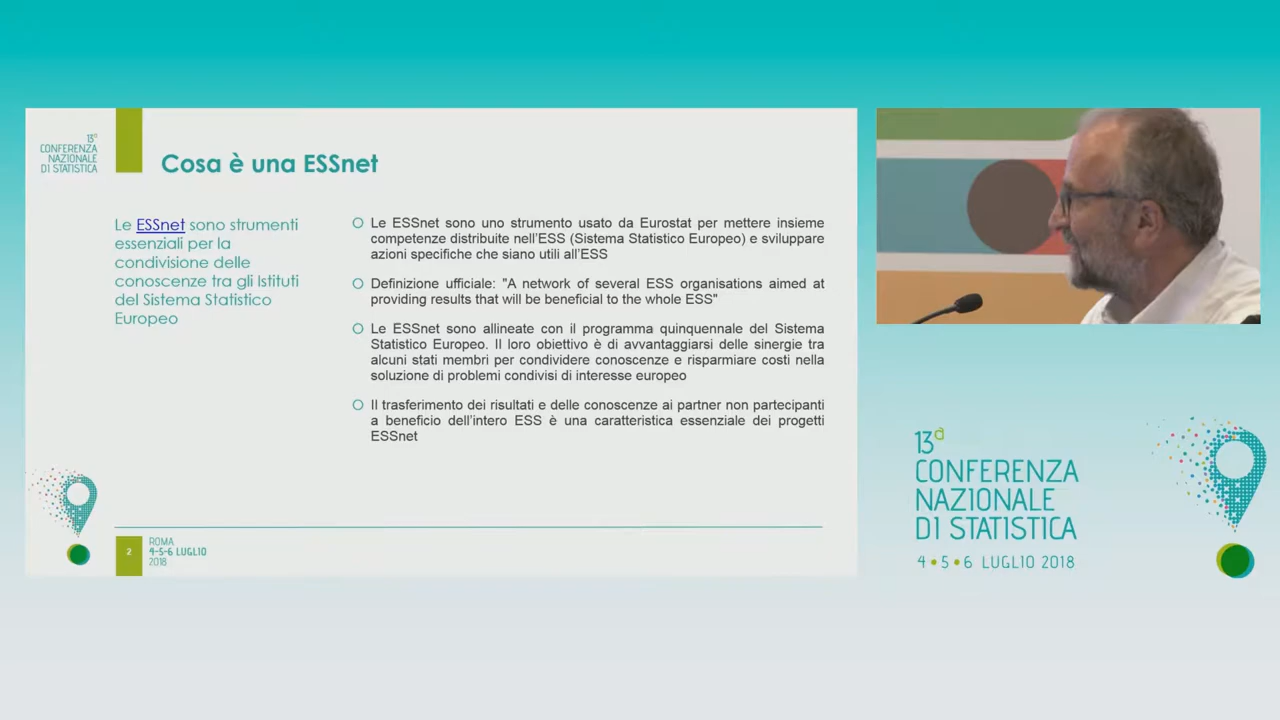 13ª
CONFERENZA
NAZIONALE
DI STATISTICA
Cosa è una ESSnet
Le ESSnet sono strumenti
essenziali per la
condivisione delle
conoscenze tra gli Istituti
del Sistema Statistico
Europeo
Le ESSnet sono uno strumento usato da Eurostat per mettere insieme
competenze distribuite nell'ESS (Sistema Statistico Europeo) e sviluppare
azioni specifiche che siano utili all'ESS
Definizione ufficiale: "A network of several ESS organisations aimed at
providing results that will be beneficial to the whole ESS"
Le ESSnet sono allineate con il programma quinquennale del Sistema
Statistico Europeo. Il loro obiettivo è di avvantaggiarsi delle sinergie tra
alcuni stati membri per condividere conoscenze e risparmiare costi nella
soluzione di problemi condivisi di interesse europeo
Il trasferimento dei risultati e delle conoscenze ai partner non partecipanti
a beneficio dell'intero ESS è una caratteristica essenziale dei progetti
ESSnet
2
ROMA
4-5-6 LUGLIO
2018
13ª
CONFERENZA
NAZIONALE
DI STATISTICA
4•5•6 LUGLIO 2018